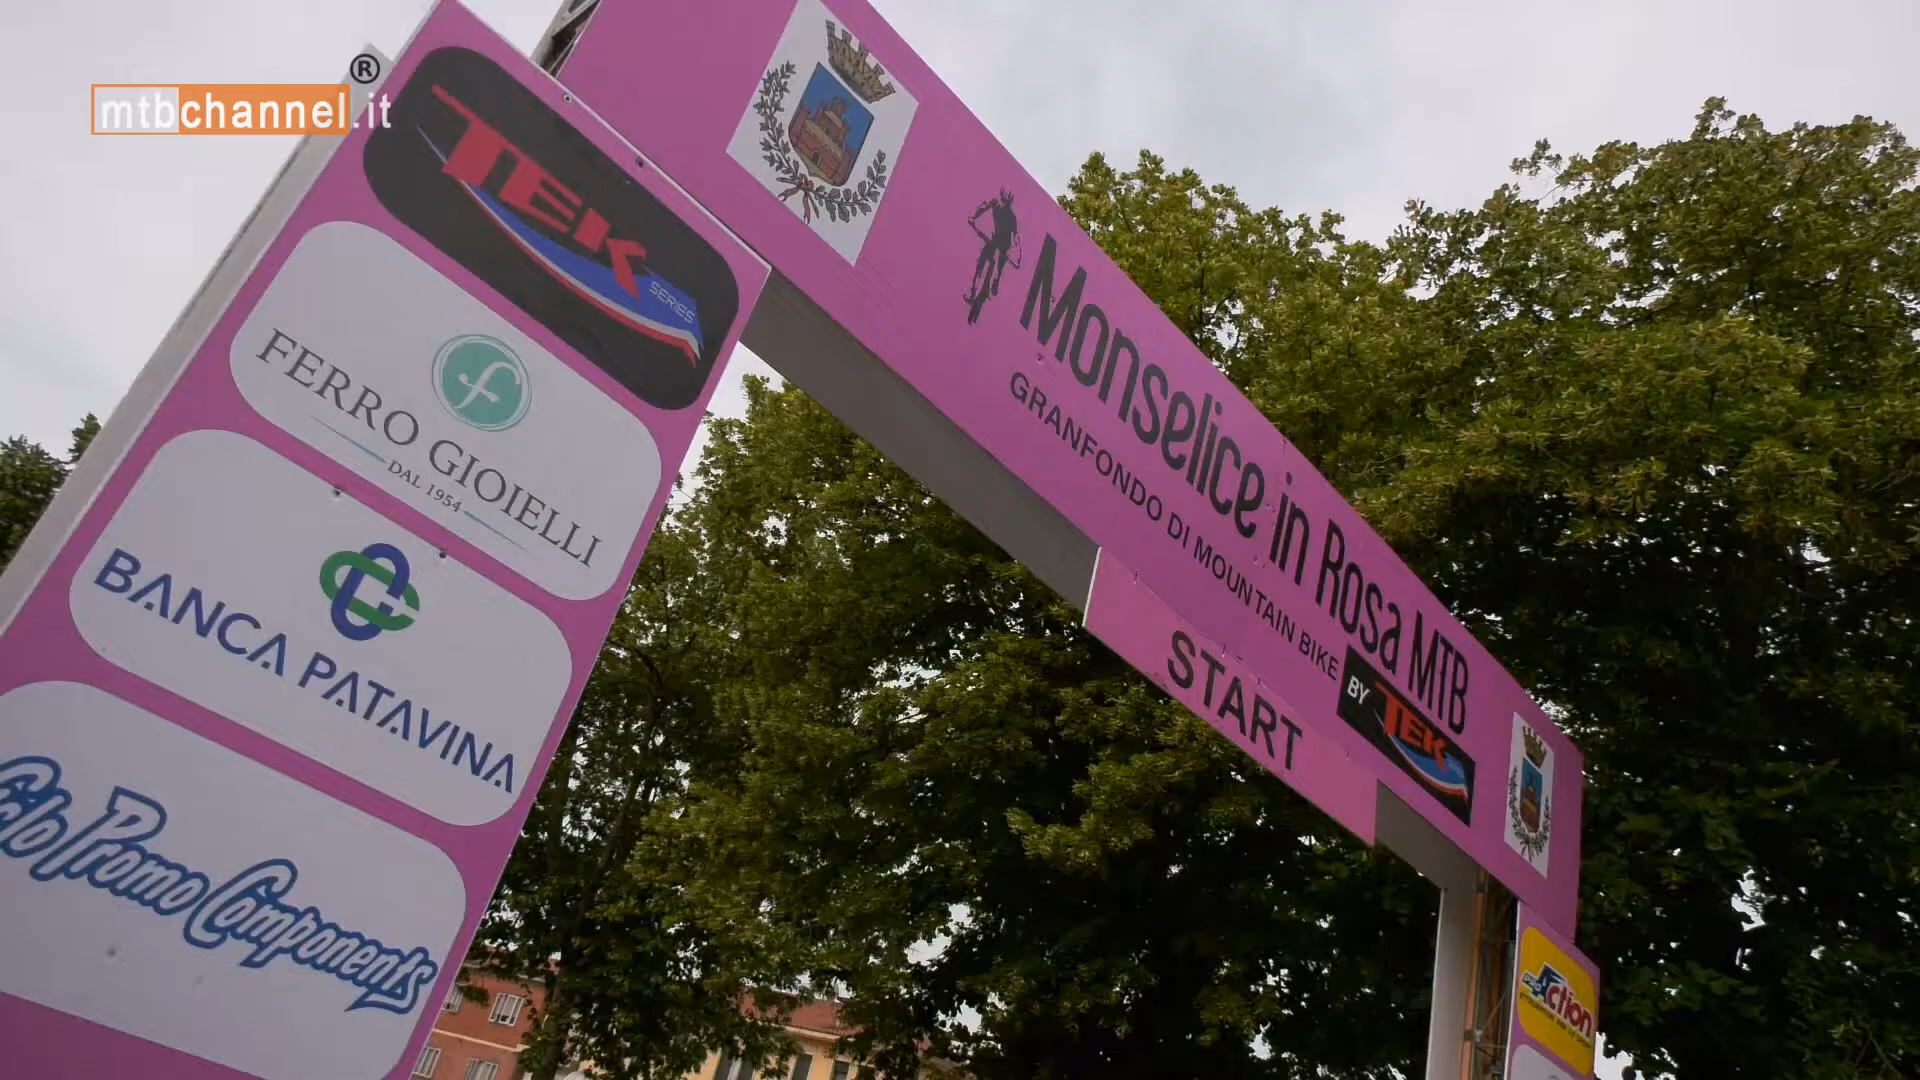 mtbchannel.it®
TEK
SERIES
FERRO GIOIELLI
DAL 1954
BANCA PATAVINA
Ciclo Promo Components
Monselice in Rosa MTB
GRANFONDO DI MOUNTAIN BIKE
BY TEK
START
ction